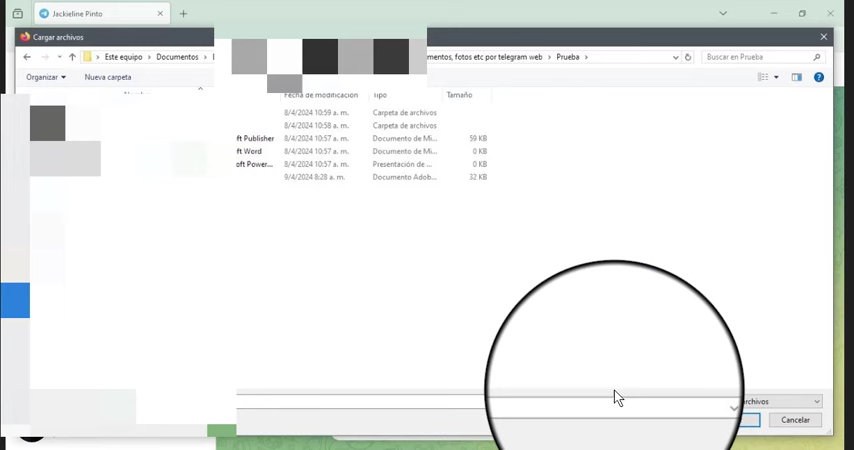 Jackieline Pinto
Cargar archivos
Este equipo > Documentos > mentos, fotos etc por telegram web > Prueba >
Buscar en Prueba
Organizar
Nueva carpeta
Fecha de modificación Tipo Tamaño
8/4/2024 10:59 a. m. Carpeta de archivos
8/4/2024 10:58 a. m. Carpeta de archivos
ft Publisher 8/4/2024 10:57 a. m. Documento de Mi... 59 KB
ft Word 8/4/2024 10:57 a. m. Documento de Mi... 0 KB
oft Power... 8/4/2024 10:57 a. m. Presentación de ... 0 KB
9/4/2024 8:28 a. m. Documento Adob... 32 KB
archivos
Cancelar